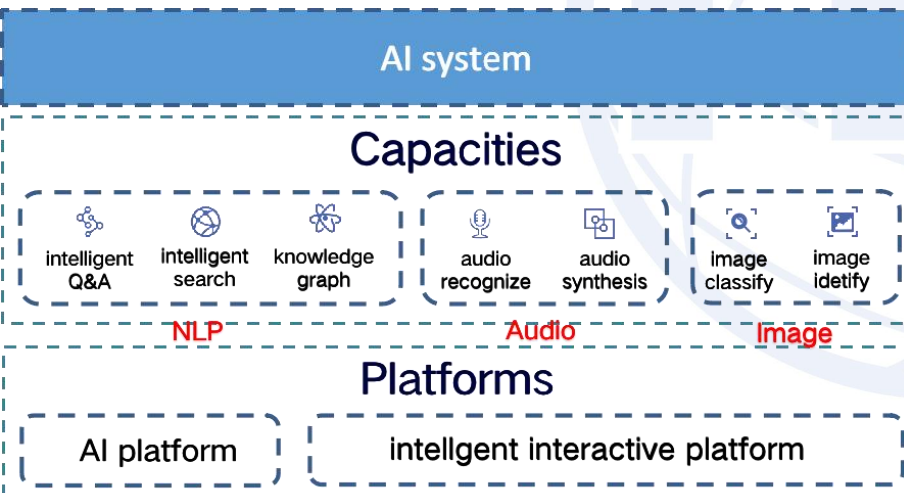 AI system
Capacities
intelligent
Q&A
intelligent
search
knowledge
graph
audio
recognize
audio
synthesis
image
classify
image
idetify
NLP
Audio
Image
Platforms
AI platform
intellgent interactive platform